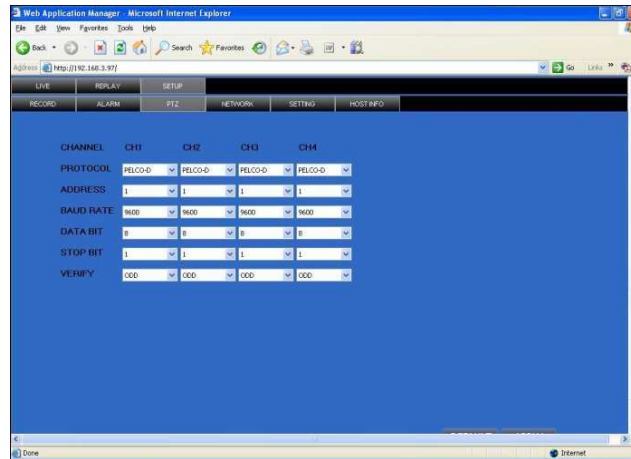 Web Application Manager - Microsoft Internet Explorer
File Edit View Favorites Tools Help
Back Search Favorites
Address http://192.168.3.97/ Go Links »
LIVE REPLAY SETUP
RECORD ALARM PTZ NETWORK SETTING HOST INFO
CHANNEL CH1 CH2 CH3 CH4
PROTOCOL PELCO-D PELCO-D PELCO-D PELCO-D
ADDRESS 1 1 1 1
BAUD RATE 9600 9600 9600 9600
DATA BIT 8 8 8 8
STOP BIT 1 1 1 1
VERIFY ODD ODD ODD ODD
Done Internet